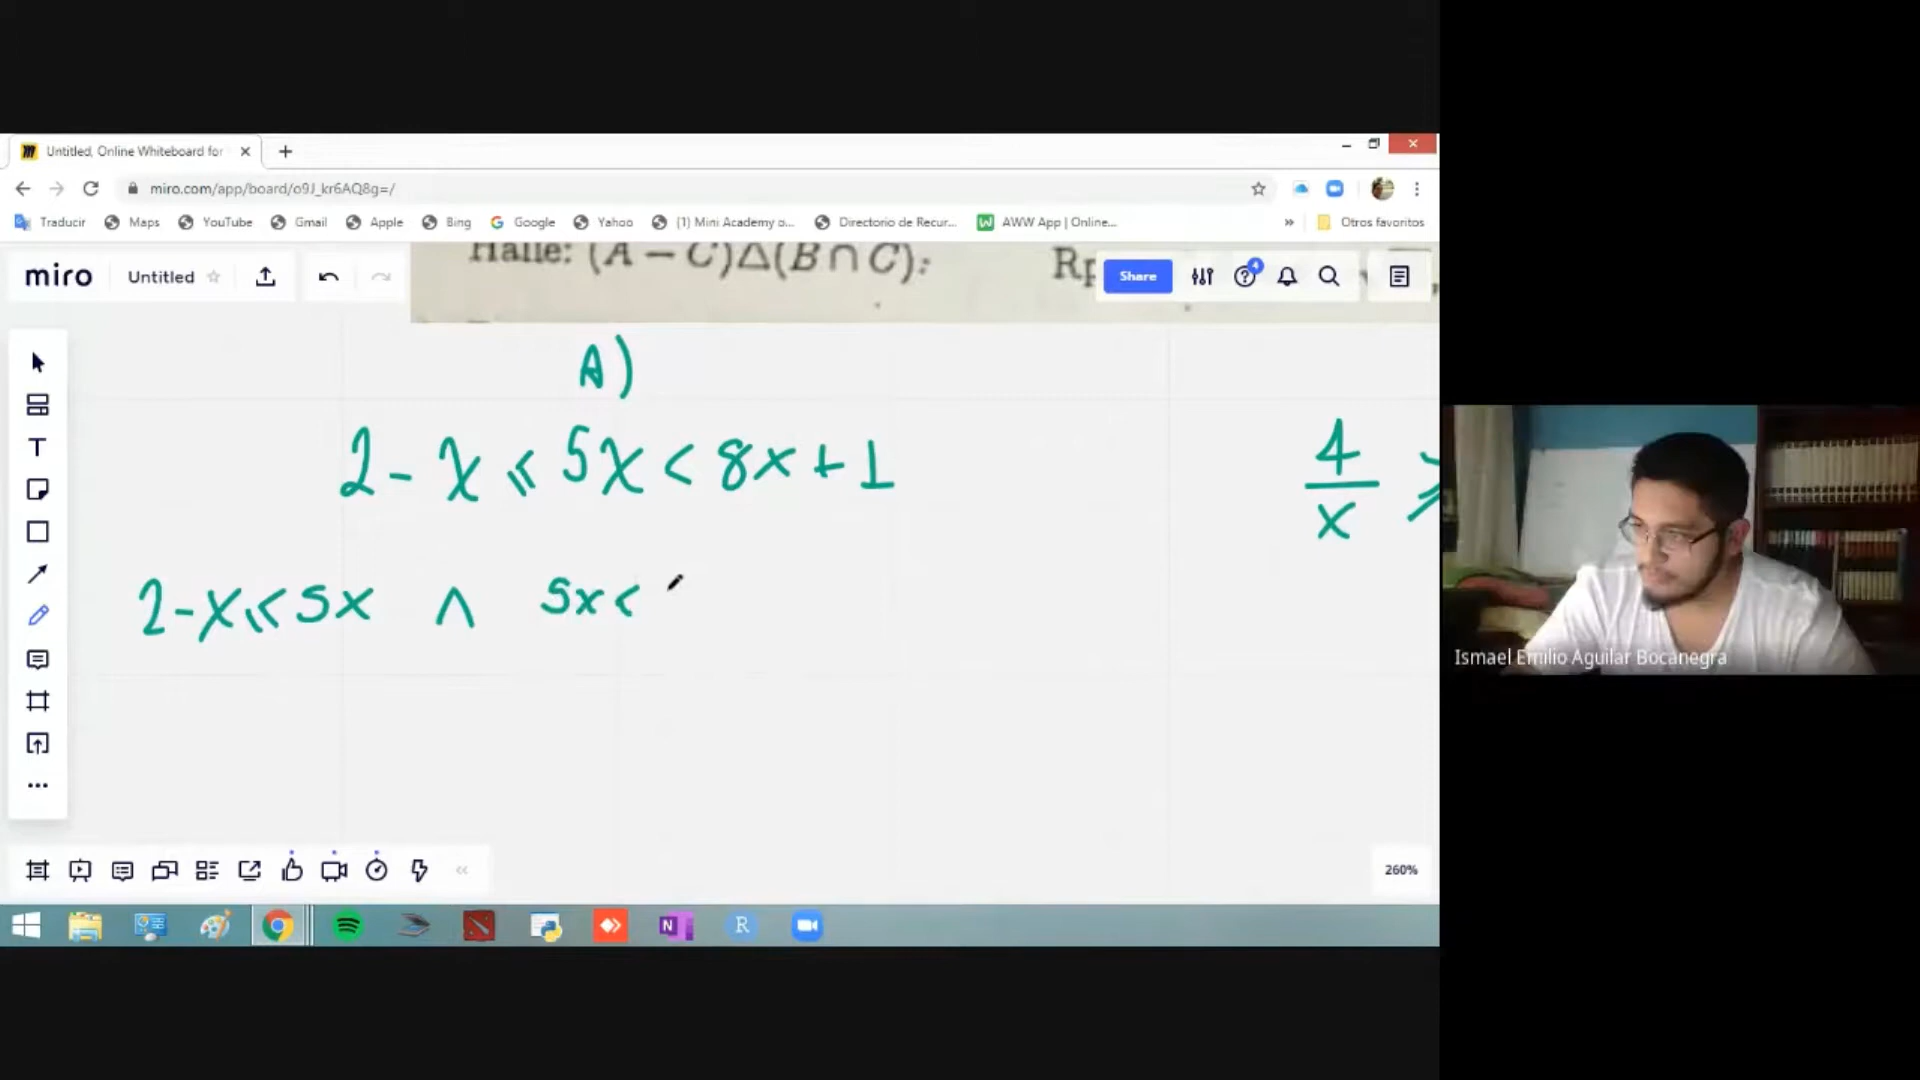 Untitled, Online Whiteboard for
miro.com/app/board/o9J_kr6AQ8g=/
Traducir Maps YouTube Gmail Apple Bing Google Yahoo (1) Mini Academy o... Directorio de Recur... AWW App | Online... » Otros favoritos
miro Untitled Share 4
Halle: (A − C)Δ(B ∩ C):
A)
2 - x ≤ 5x < 8x + 1
4/x ≥
2-x ≤ 5x ∧ 5x <
Ismael Emilio Aguilar Bocanegra
260%